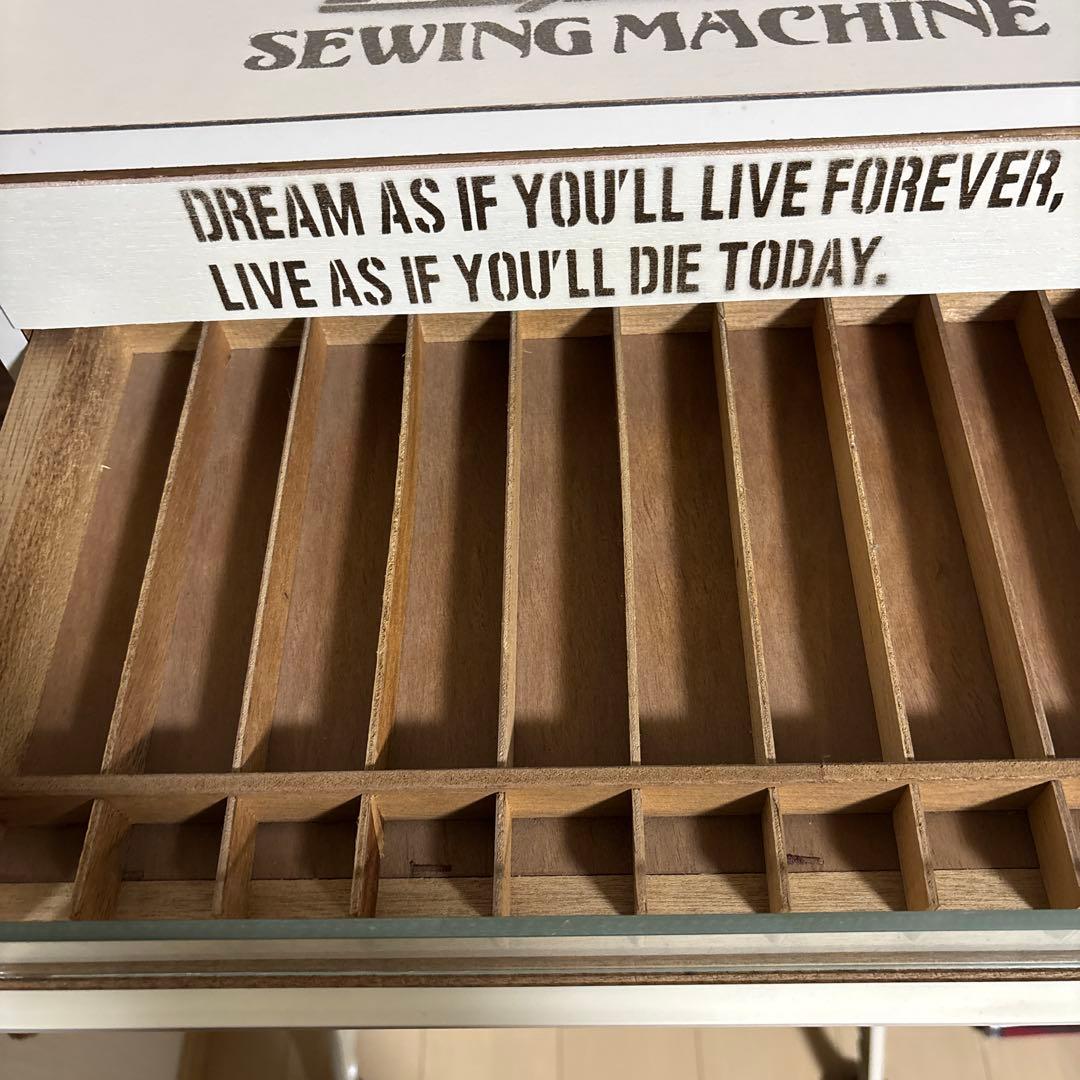 SEWING MACHINE
DREAM AS IF YOU'LL LIVE FOREVER,
LIVE AS IF YOU'LL DIE TODAY.